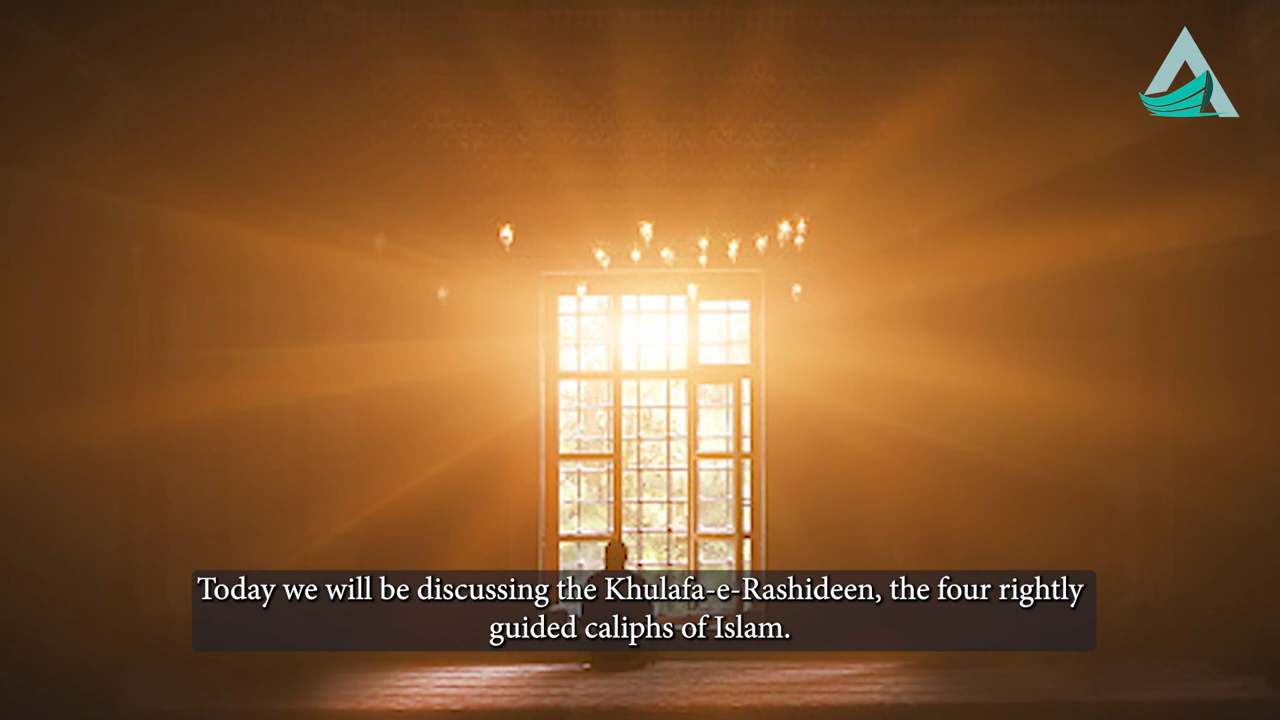 Today we will be discussing the Khulafa-e-Rashideen, the four rightly
guided caliphs of Islam.